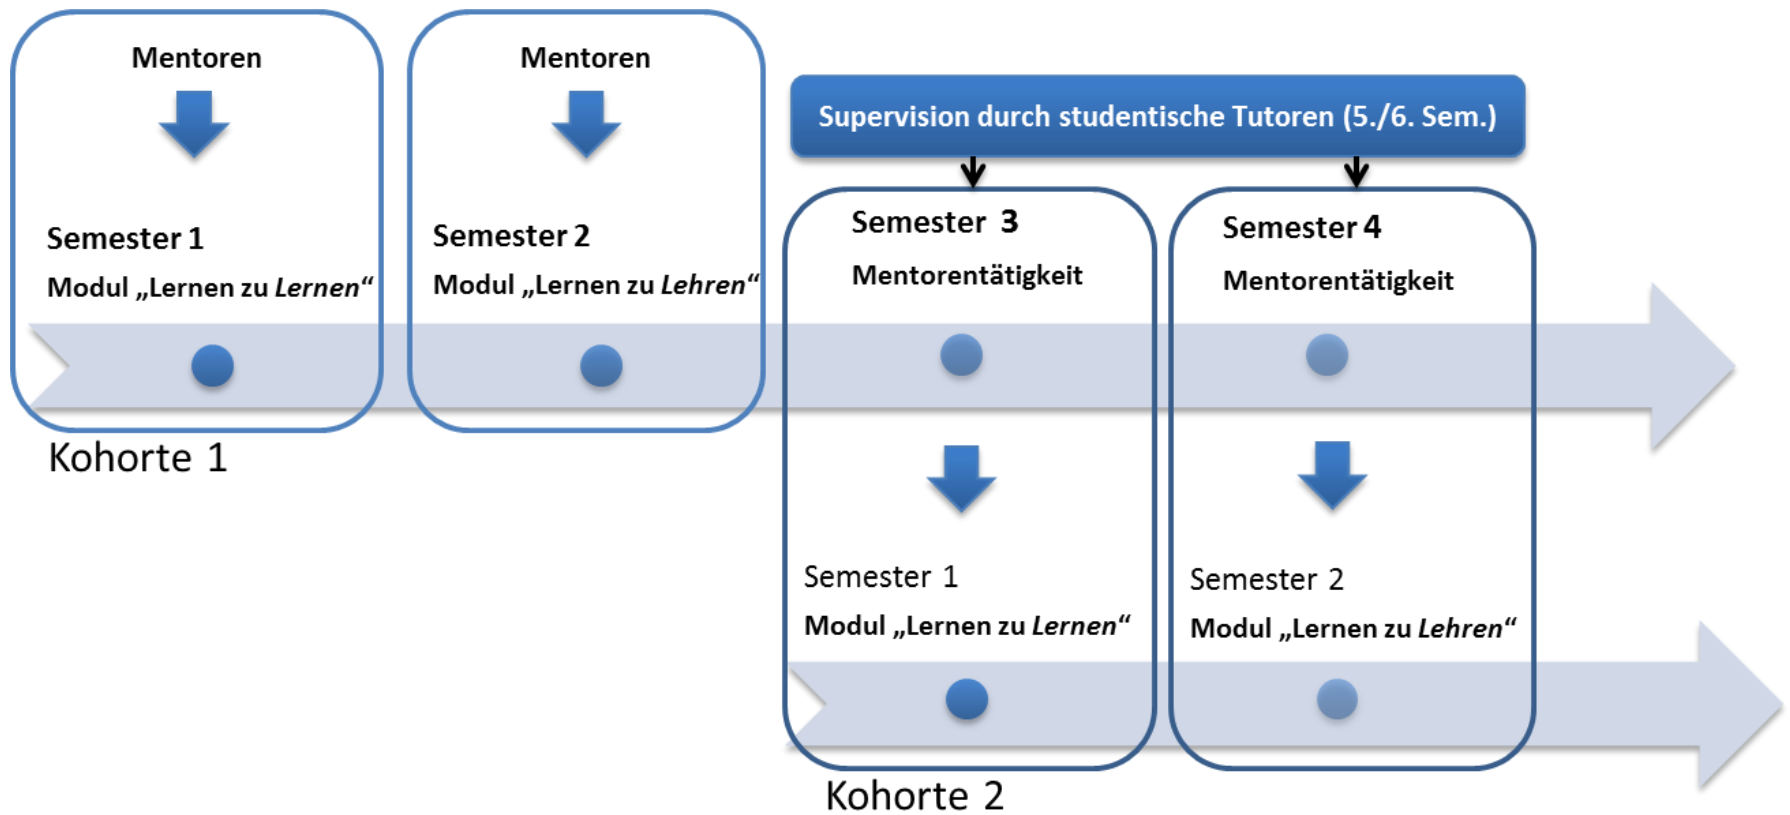 Mentoren
Mentoren
Supervision durch studentische Tutoren (5./6. Sem.)
Semester 1
Modul „Lernen zu Lernen“
Semester 2
Modul „Lernen zu Lehren“
Semester 3
Mentorentätigkeit
Semester 4
Mentorentätigkeit
Kohorte 1
Semester 1
Modul „Lernen zu Lernen“
Semester 2
Modul „Lernen zu Lehren“
Kohorte 2